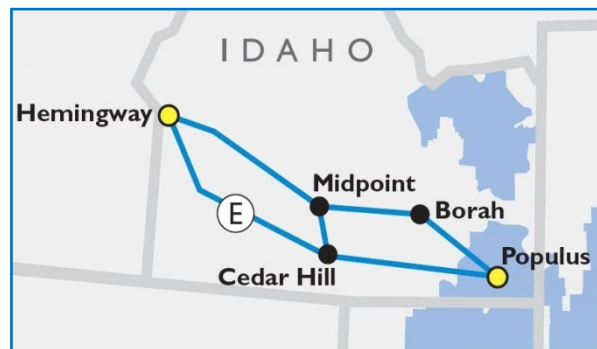 IDAHO
Hemingway
Midpoint
Borah
E
Populus
Cedar Hill